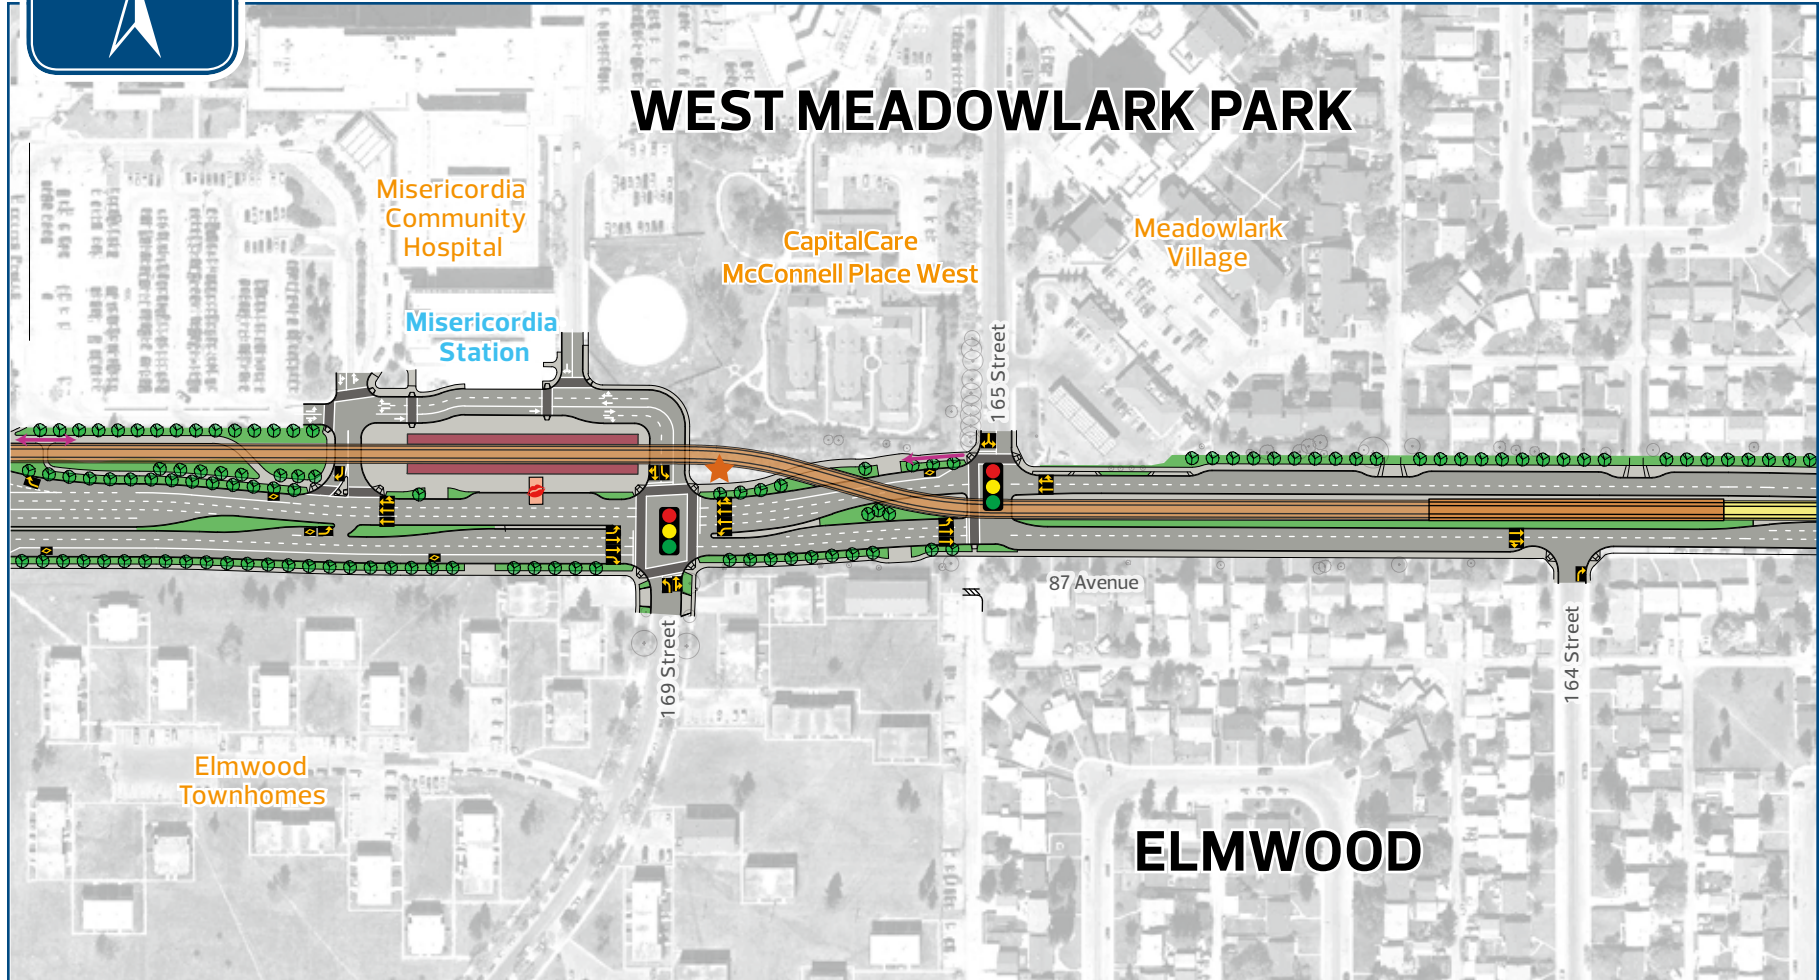 WEST MEADOWLARK PARK
Misericordia
Community
Hospital
CapitalCare
McConnell Place West
Meadowlark
Village
Misericordia
Station
165 Street
87 Avenue
169 Street
164 Street
Elmwood
Townhomes
ELMWOOD